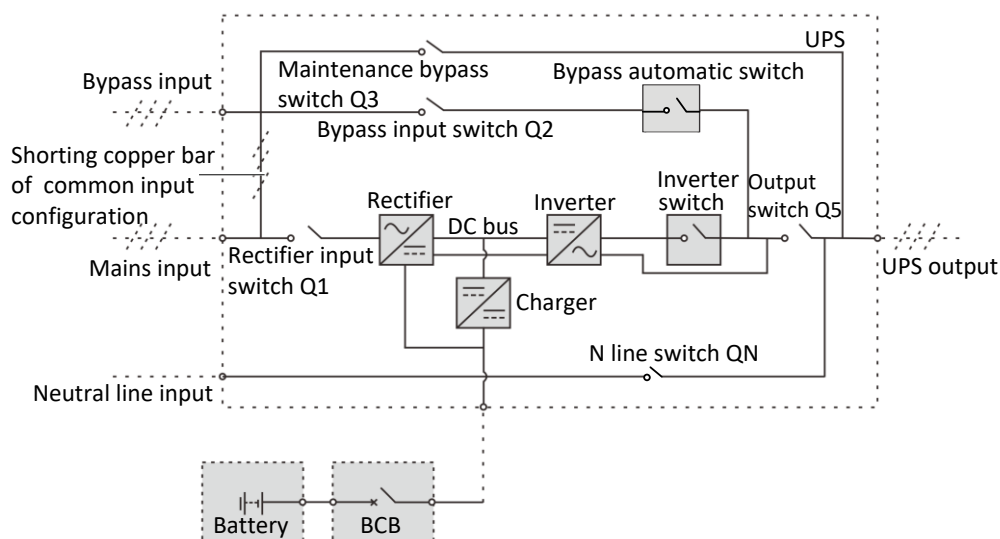 UPS
Bypass input
Maintenance bypass
switch Q3
Bypass automatic switch
Bypass input switch Q2
Shorting copper bar
of common input
configuration
Rectifier
DC bus
Inverter
Inverter
switch
Output
switch Q5
Mains input
Rectifier input
switch Q1
UPS output
Charger
N line switch QN
Neutral line input
Battery
BCB